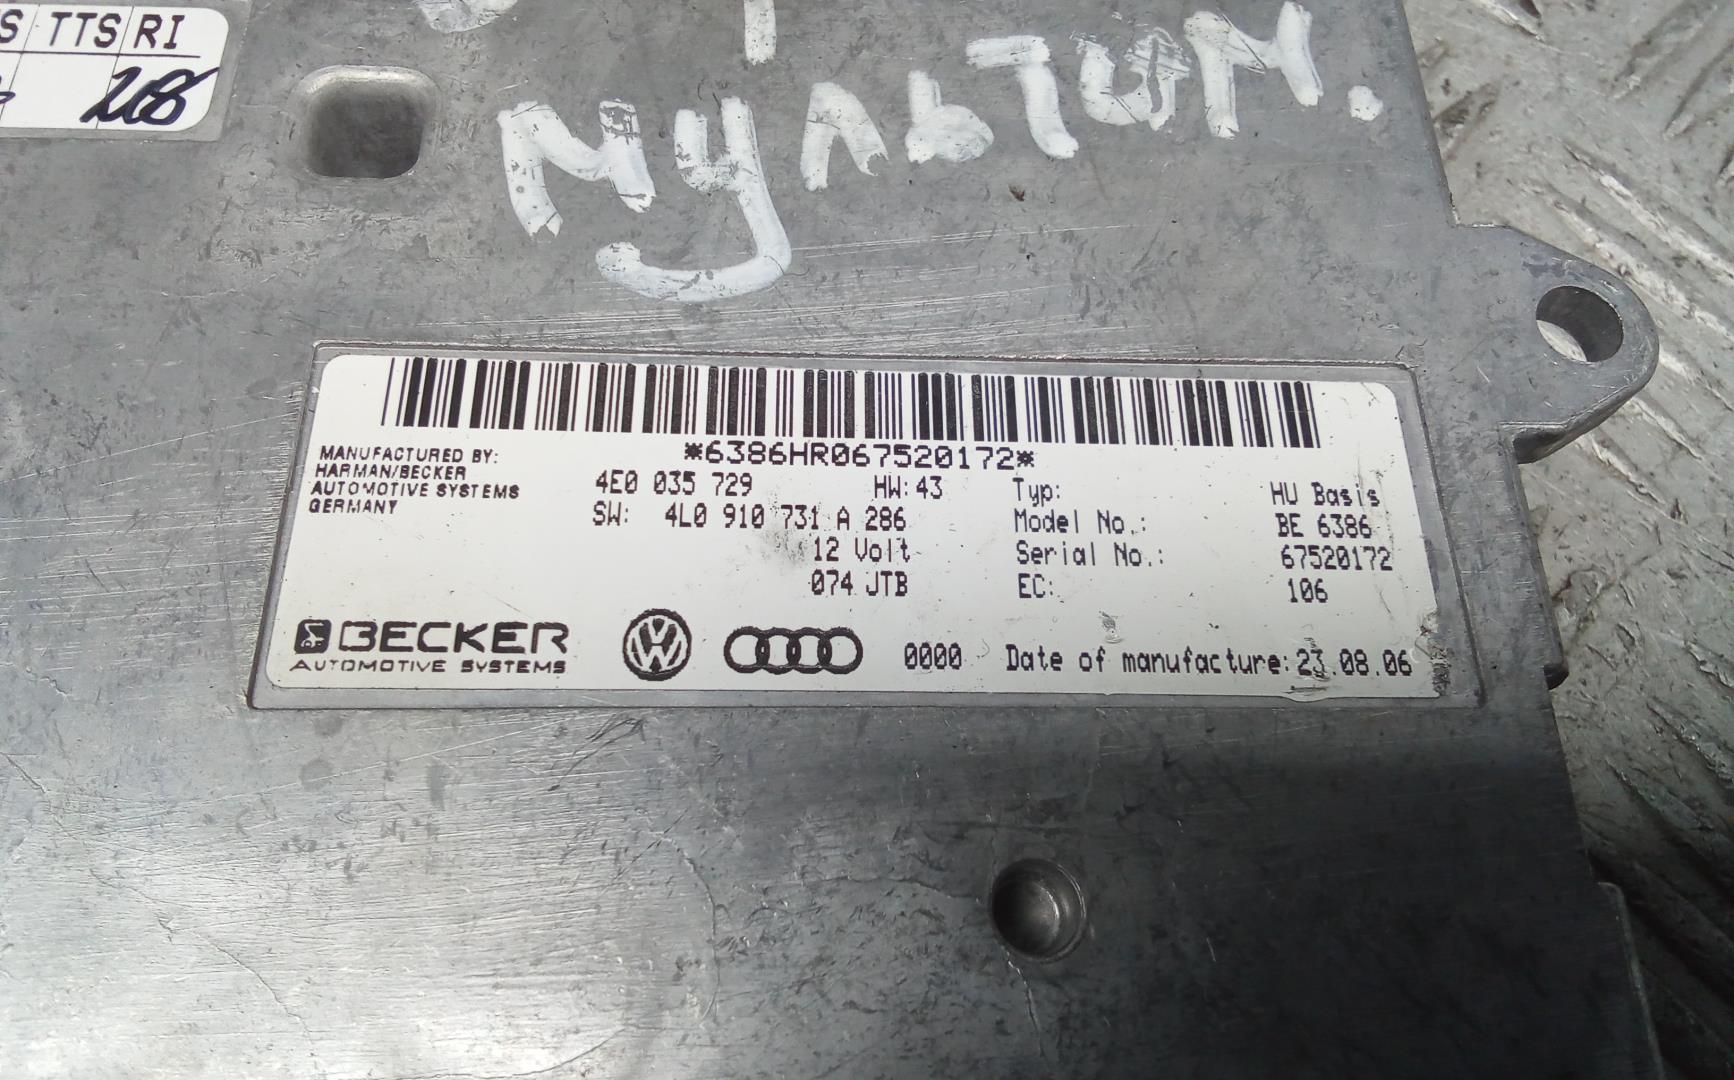 TTS RI
28
МУЛЬТИМ.
*6386HR067520172*
MANUFACTURED BY:
HARMAN/BECKER
AUTOMOTIVE SYSTEMS
GERMANY
4E0 035 729 HW:43
SW: 4L0 910 731 A 286
12 Volt
074 JTB
Typ: HU Basis
Model No.: BE 6386
Serial No.: 67520172
EC: 106
BECKER
AUTOMOTIVE SYSTEMS
0000 Date of manufacture:23.08.06